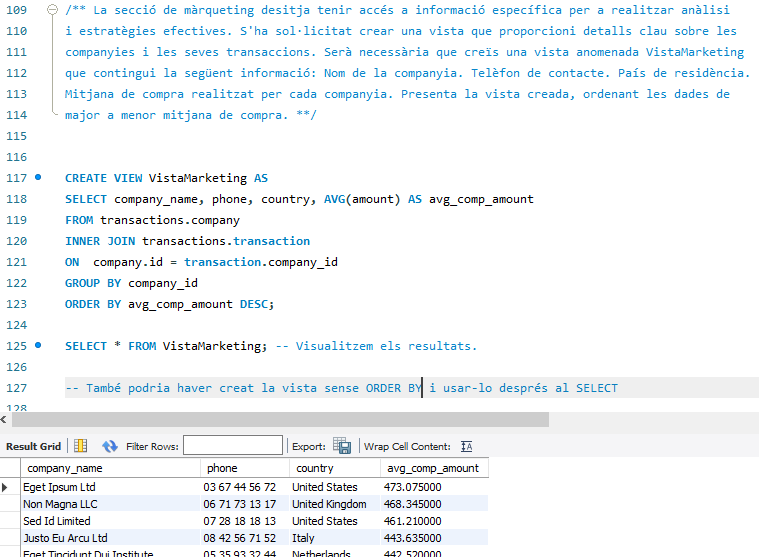 109 /** La secció de màrqueting desitja tenir accés a informació específica per a realitzar anàlisi
110 i estratègies efectives. S'ha sol·licitat crear una vista que proporcioni detalls clau sobre les
111 companyies i les seves transaccions. Serà necessària que creïs una vista anomenada VistaMarketing
112 que contingui la següent informació: Nom de la companyia. Telèfon de contacte. País de residència.
113 Mitjana de compra realitzat per cada companyia. Presenta la vista creada, ordenant les dades de
114 major a menor mitjana de compra. **/
115
116
117 CREATE VIEW VistaMarketing AS
118 SELECT company_name, phone, country, AVG(amount) AS avg_comp_amount
119 FROM transactions.company
120 INNER JOIN transactions.transaction
121 ON  company.id = transaction.company_id
122 GROUP BY company_id
123 ORDER BY avg_comp_amount DESC;
124
125 SELECT * FROM VistaMarketing; -- Visualitzem els resultats.
126
127 -- També podria haver creat la vista sense ORDER BY i usar-lo després al SELECT
128
Result Grid Filter Rows: Export: Wrap Cell Content:
company_name phone country avg_comp_amount
Eget Ipsum Ltd 03 67 44 56 72 United States 473.075000
Non Magna LLC 06 71 73 13 17 United Kingdom 468.345000
Sed Id Limited 07 28 18 18 13 United States 461.210000
Justo Eu Arcu Ltd 08 42 56 71 52 Italy 443.635000
Eget Tincidunt Dui Institute 05 35 93 32 44 Netherlands 442.520000